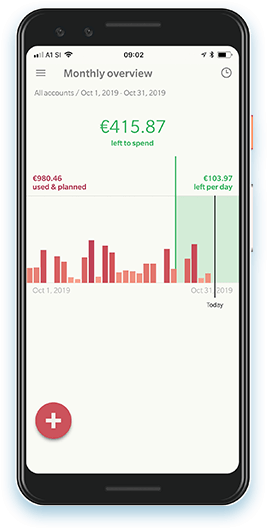 A1 SI 09:02
Monthly overview
All accounts / Oct 1, 2019 - Oct 31, 2019
€415.87
left to spend
€980.46 €103.97
used & planned left per day
Oct 1, 2019 Oct 31, 2019
Today